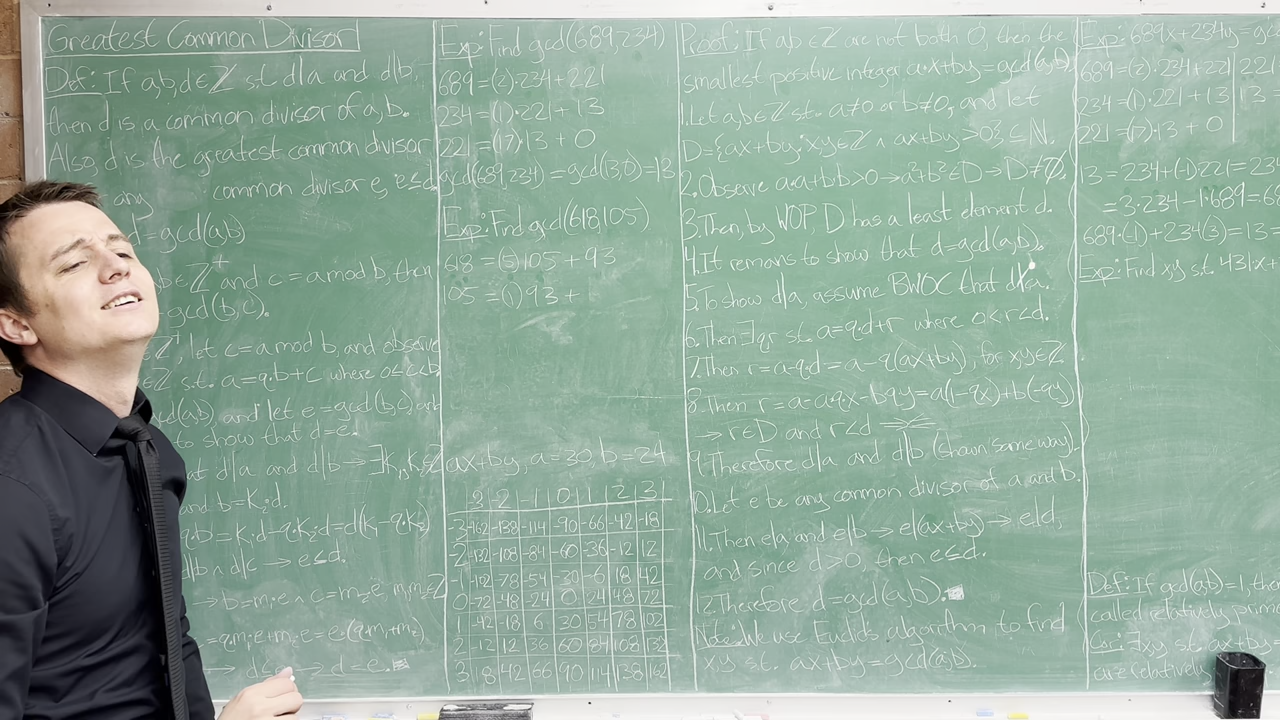 Greatest Common Divisor
Def: If a,b,d∈ℤ s.t. d|a and d|b,
then d is a common divisor of a,b.
Also, d is the greatest common divisor
any common divisor e, e≤d
d=gcd(a,b)
b∈ℤ⁺ and c=a mod b, then
gcd(b,c).
∈ℤ⁺, let c=a mod b, and observe
∈ℤ s.t. a=q·b+c where 0≤c<b
cd(a,b) and let e=gcd(b,c), 
to show that d=e.
at d|a and d|b→∃k₁,k₂∈ℤ
and b=k₂d.
q·b=k₁d-q·k₂d=d(k₁-q·k₂)
d|b∧d|c→e≤d.
→b=m₁e∧c=m₂e m₁m₂∈ℤ
=q·m₁e+m₂·e=e(q·m₁+m₂)
→d≤e→d=e.
Exp: Find gcd(689,234)
689=(2)·234+221
234=(1)·221+13
221=(17)·13+0
gcd(689,234)=gcd(13,0)=13
Exp: Find gcd(618,105)
618=(5)105+93
105=(1)93+
ax+by, a=30 b=24
-3 -2 -1 0 1 2 3
-3 -162 -138 -114 -90 -66 -42 -18
-2 -132 -108 -84 -60 -36 -12 12
-1 -102 -78 -54 -30 -6 18 42
0 -72 -48 -24 0 24 48 72
1 -42 -18 6 30 54 78 102
2 -12 12 36 60 84 108 132
3 18 42 66 90 114 138 162
Proof: If a,b∈ℤ are not both 0, then the
smallest positive integer a·x+by=gcd(a,b)
1. Let a,b∈ℤ s.t. a≠0 or b≠0, and let
D={ax+by: x,y∈ℤ∧ax+by>0}⊆ℕ.
2. Observe a·a+b·b>0→a²+b²∈D→D≠∅.
3. Then, by WOP, D has a least element d.
4. It remans to show that d=gcd(a,b).
5. To show d|a, assume BWOC that d∤a.
6. Then ∃q,r s.t. a=q·d+r where 0<r<d.
7. Then r=a-q·d=a-q(ax+by), for x,y∈ℤ
8. Then r=a-a·q·x-b·q·y=a(1-qx)+b(-qy)
→r∈D and r<d
9. Therefore d|a and d|b (shown same way).
10. Let e be any common divisor of a and b.
11. Then e|a and e|b→e|(ax+by)→e|d,
and since d>0, then e≤d.
12. Therefore d=gcd(a,b).
Note: We use Euclids algorithm, to find
x,y s.t. ax+by=gcd(a,b).
Exp: 689x+234y=gc
689=(2)·234+221 221
234=(1)·221+13 13=
221=(17)·13+0
13=234+(-1)221=23
=3·234-1·689=6
689·(-1)+234(3)=13=
Exp: Find x,y s.t. 431x+
Def: If gcd(a,b)=1, the
called relatively prim
Cor: ∃x,y s.t. ax+by=
are relatively